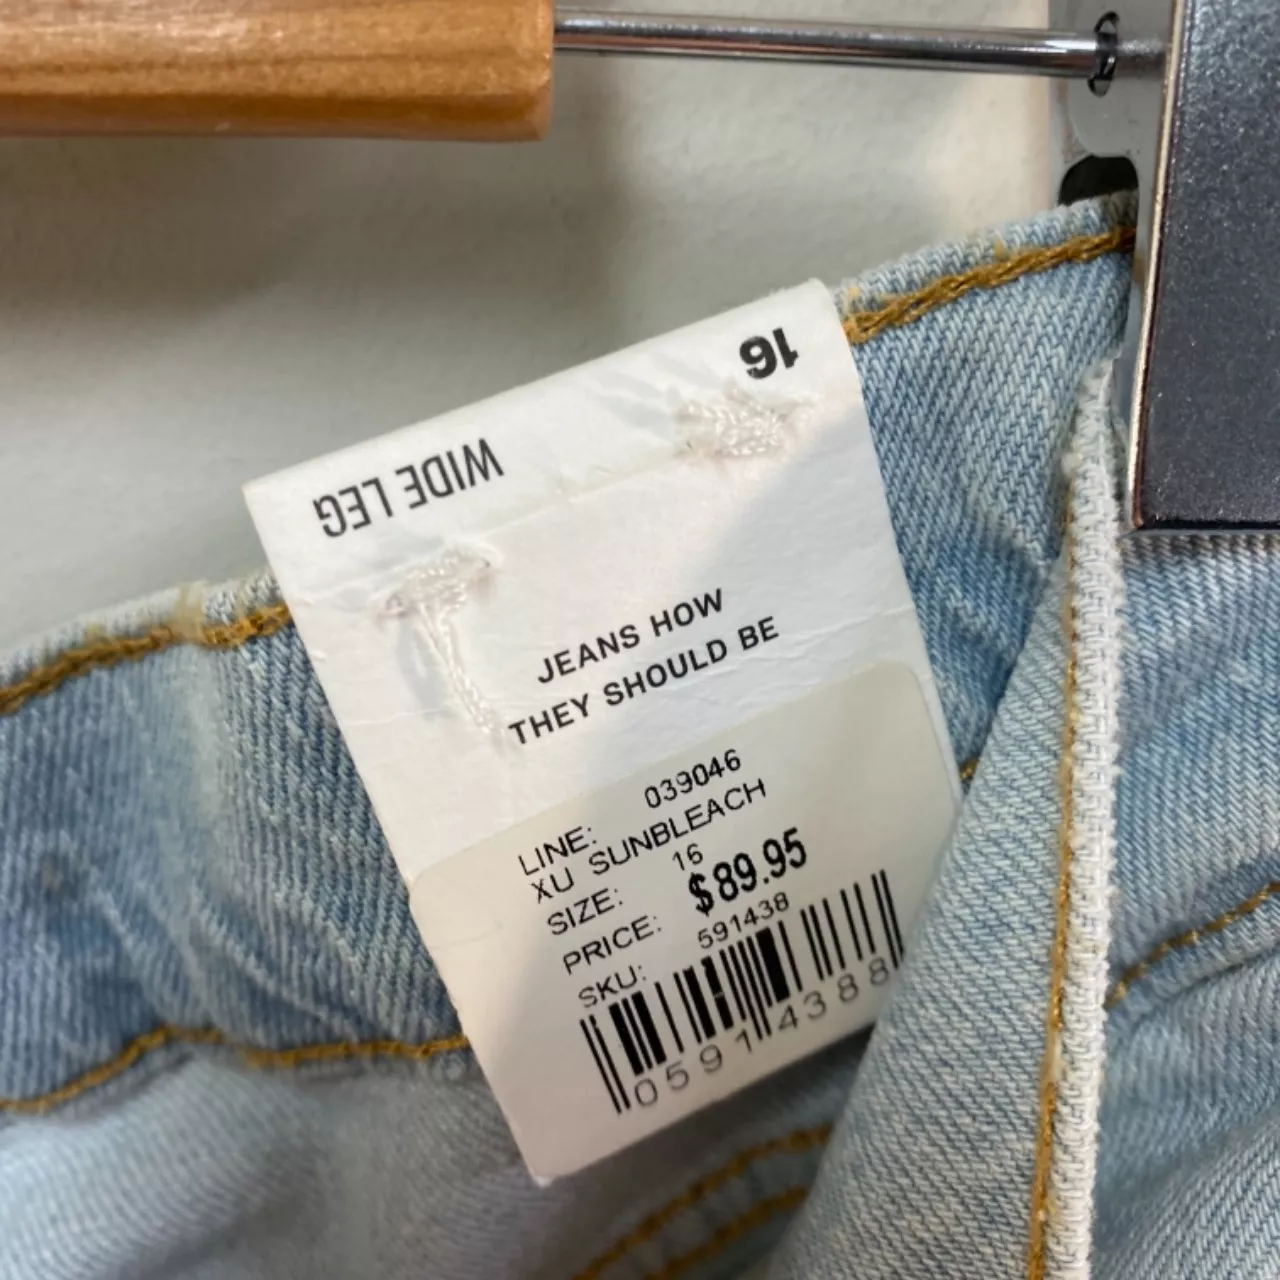 16
WIDE LEG
JEANS HOW
THEY SHOULD BE
LINE: 039046
XU SUNBLEACH
SIZE: 16
PRICE: $89.95
SKU: 591438
05914388